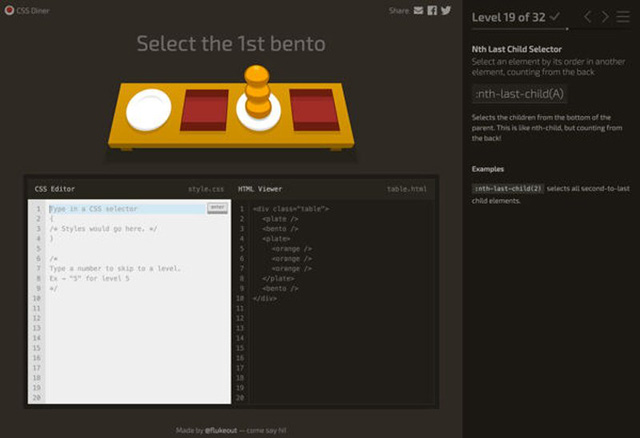 CSS Diner
Share
Level 19 of 32
Select the 1st bento
Nth Last Child Selector
Select an element by its order in another
element, counting from the back
:nth-last-child(A)
Selects the children from the bottom of the
parent. This is like nth-child, but counting from
the back!
Examples
:nth-last-child(2) selects all second-to-last
child elements.
CSS Editor
style.css
1 Type in a CSS selector
enter
2 {
3 /* Styles would go here. */
4 }
5
6 /*
7 Type a number to skip to a level.
8 Ex → "5" for level 5
9 */
10
11
12
13
14
15
16
17
18
19
20
HTML Viewer
table.html
1 <div class="table">
2 <plate />
3 <bento />
4 <plate>
5 <orange />
6 <orange />
7 <orange />
8 </plate>
9 <bento />
10 </div>
11
12
13
14
15
16
17
18
19
20
Made by @flukeout — come say hi!